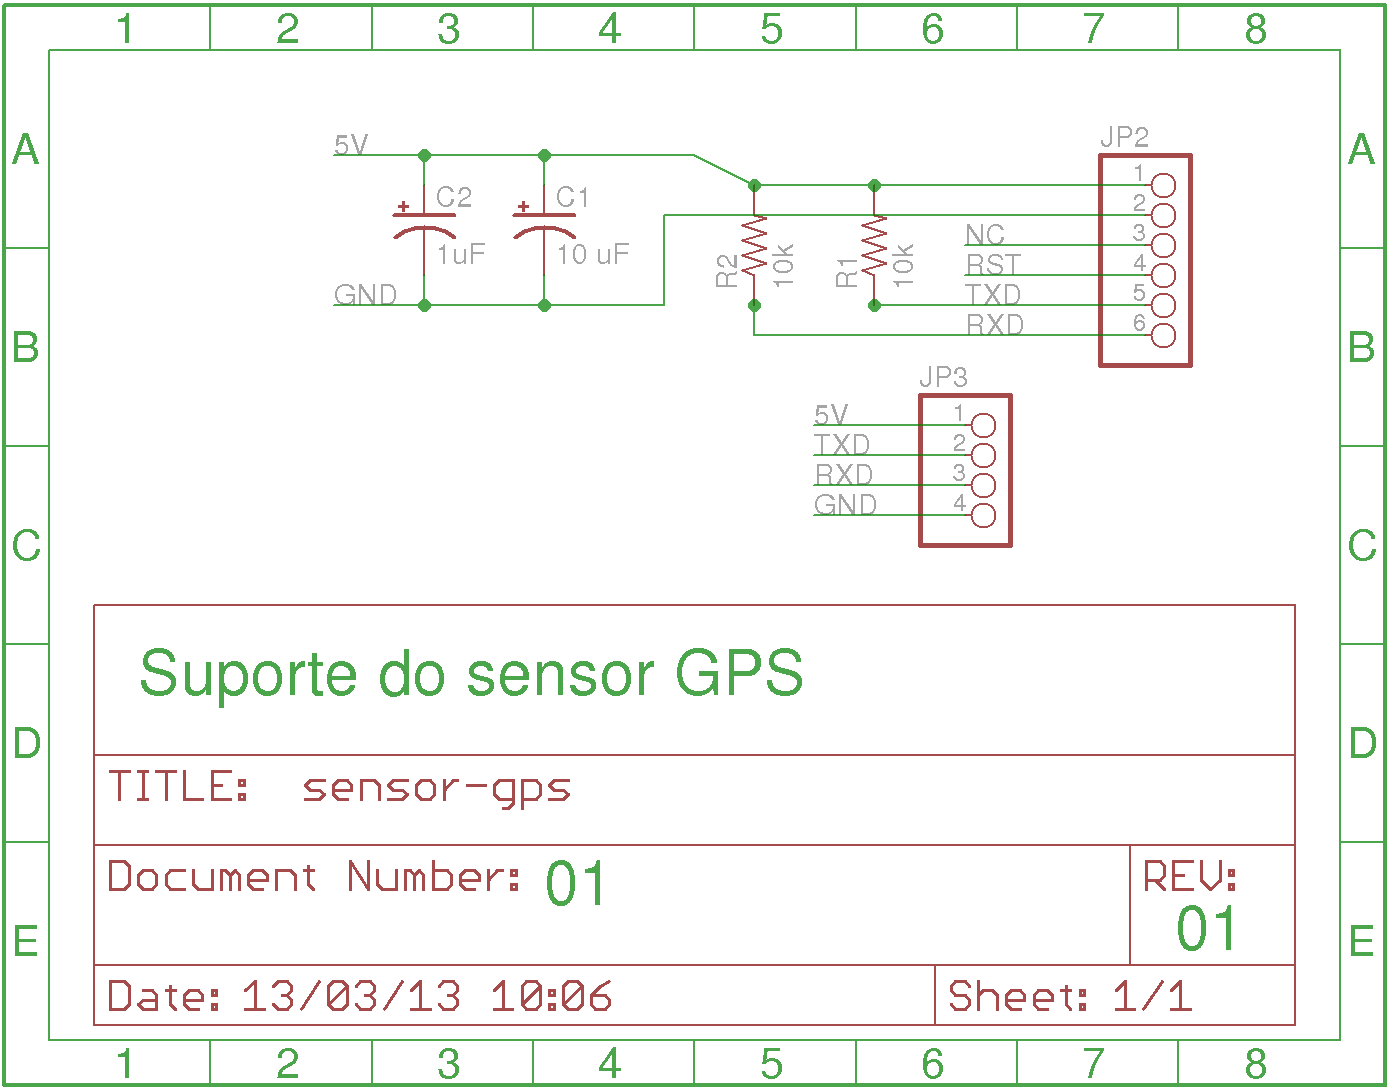 1 2 3 4 5 6 7 8
A A
JP2
5V
1
C2 C1
2
NC 3
1uF 10 uF R2 10k R1 10k
RST 4
GND TXD 5
RXD 6
B B
JP3
5V 1
TXD 2
RXD 3
GND 4
C C
Suporte do sensor GPS
D D
TITLE: sensor-gps
Document Number: 01 REV:
01
E E
Date: 13/03/13 10:06 Sheet: 1/1
1 2 3 4 5 6 7 8